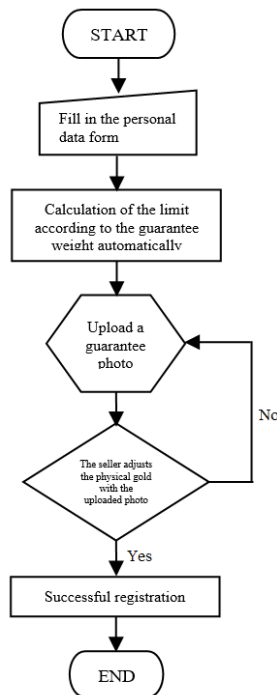 START
Fill in the personal
data form
Calculation of the limit
according to the guarantee
weight automatically
Upload a
guarantee
photo
No
The seller adjusts
the physical gold
with the
uploaded photo
Yes
Successful registration
END